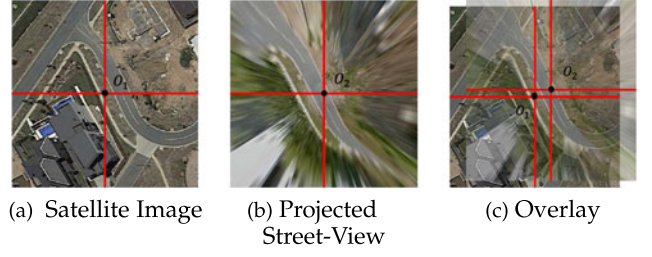 O₁
O₂
O₂
O₁
(a) Satellite Image
(b) Projected
Street-View
(c) Overlay